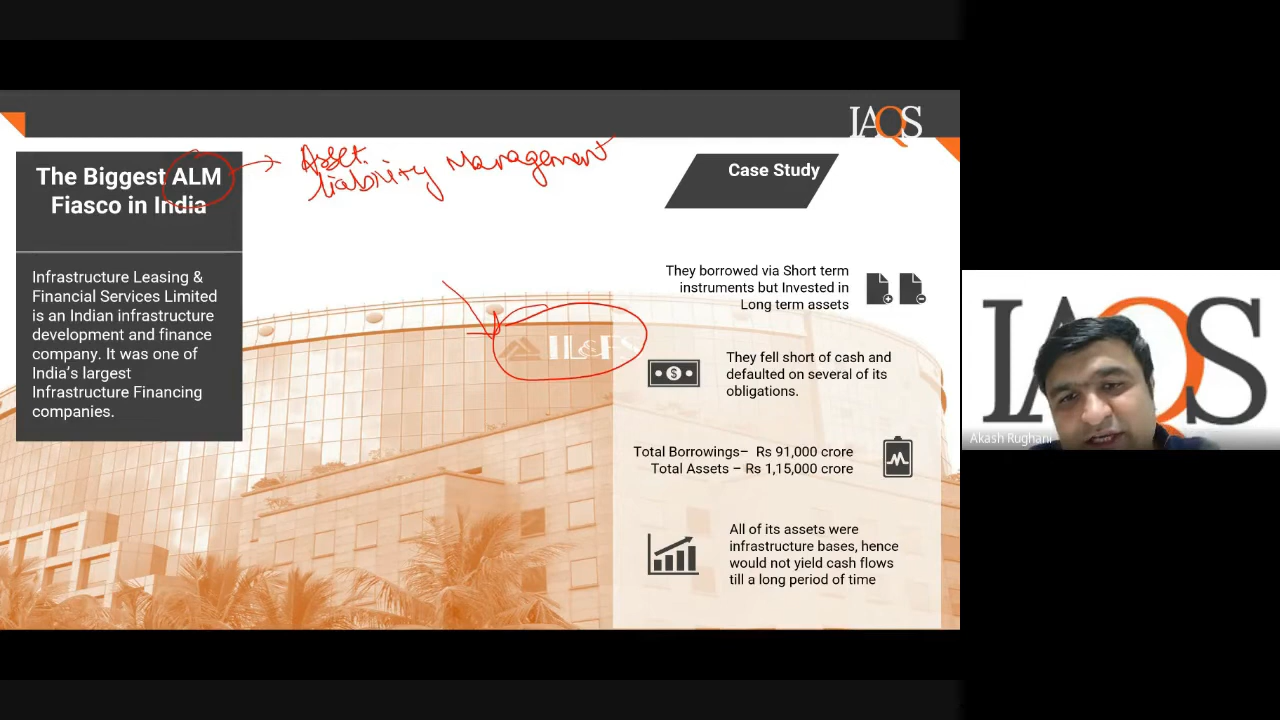 IAQS
The Biggest ALM
Fiasco in India
Asset
Liability Management
Case Study
Infrastructure Leasing &
Financial Services Limited
is an Indian infrastructure
development and finance
company. It was one of
India's largest
Infrastructure Financing
companies.
IL&FS
They borrowed via Short term
instruments but Invested in
Long term assets
They fell short of cash and
defaulted on several of its
obligations.
Total Borrowings– Rs 91,000 crore
Total Assets – Rs 1,15,000 crore
All of its assets were
infrastructure bases, hence
would not yield cash flows
till a long period of time
IAQS
Akash Rughani